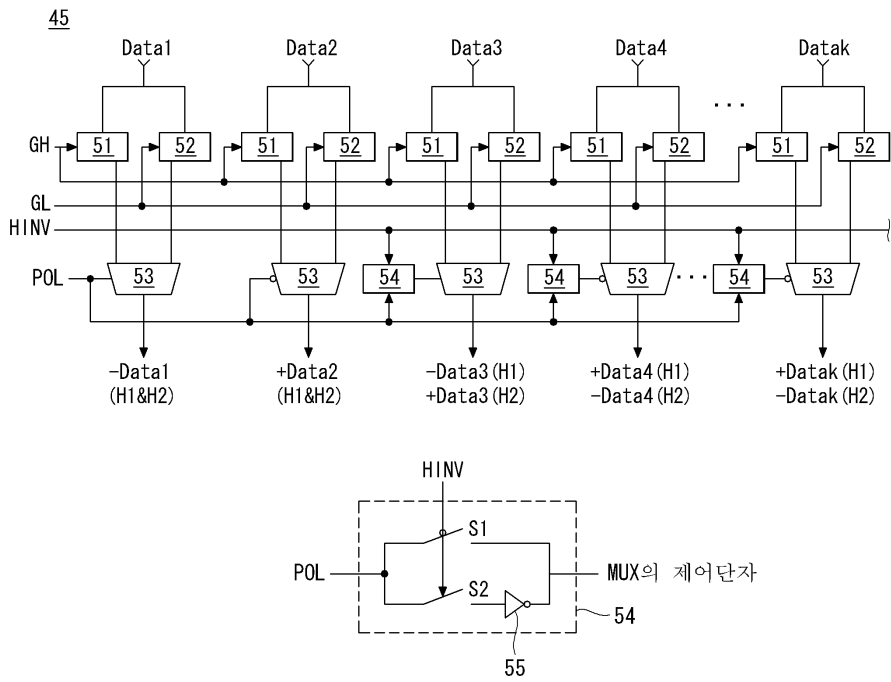 45
Data1 Data2 Data3 Data4 Datak
...
GH 51 52 51 52 51 52 51 52 51 52
GL
HINV
POL 53 53 54 53 54 53 ... 54 53
-Data1 +Data2 -Data3(H1) +Data4(H1) +Datak(H1)
(H1&H2) (H1&H2) +Data3(H2) -Data4(H2) -Datak(H2)
HINV
S1
POL MUX의 제어단자
S2
54
55